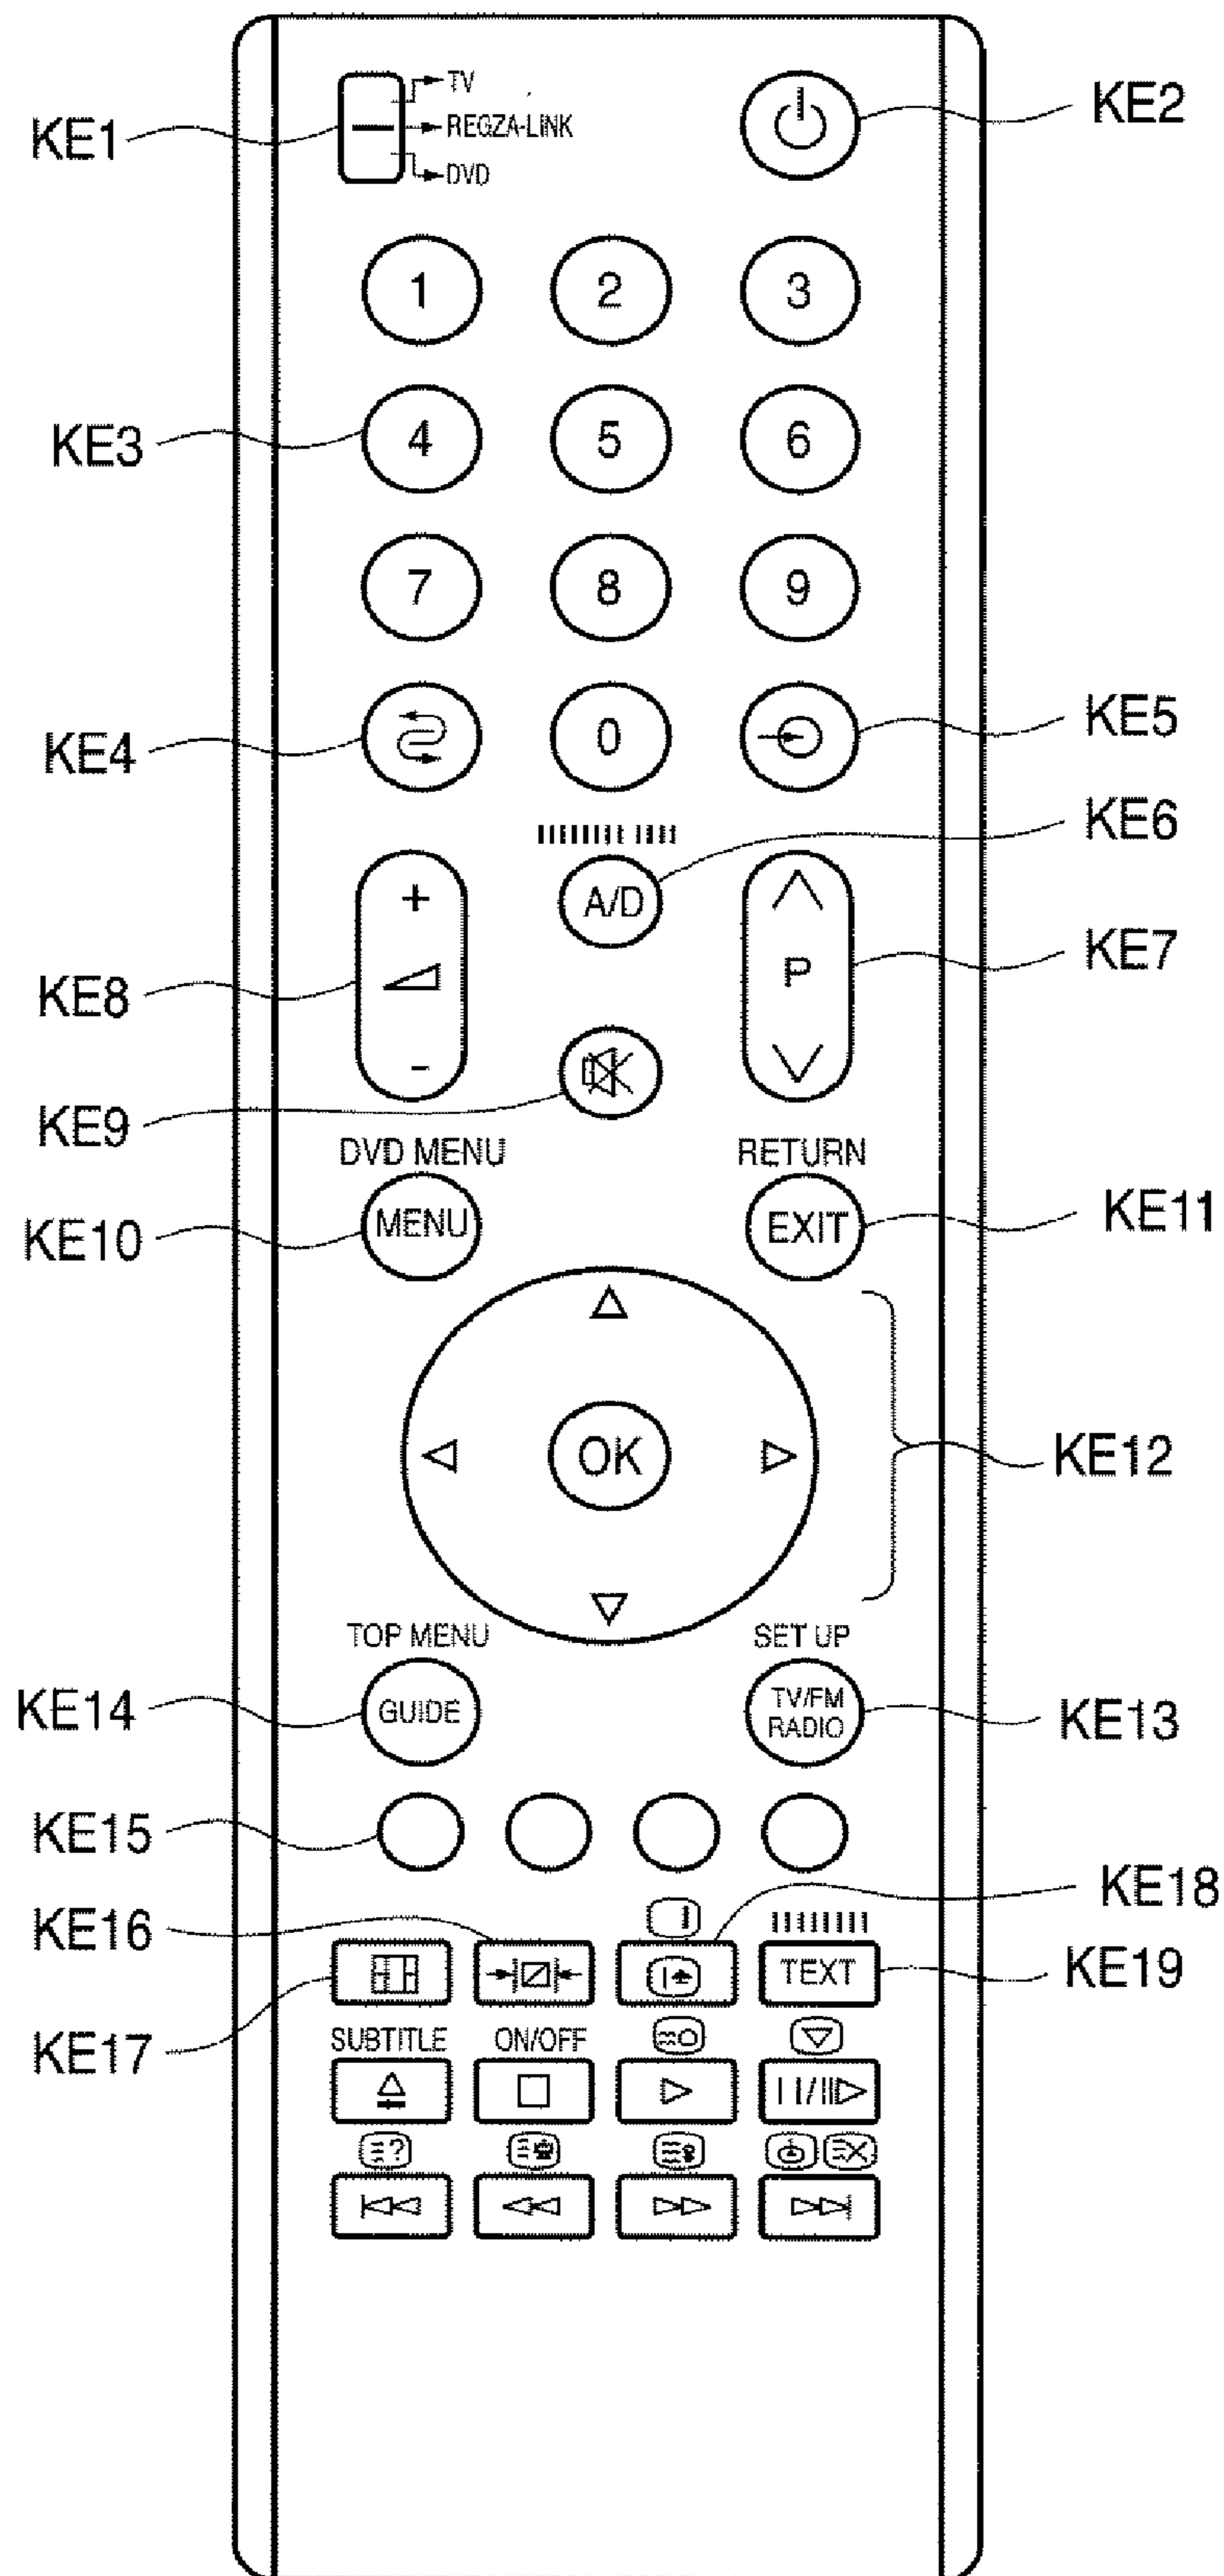 TV
KE1
REGZA-LINK
KE2
DVD
1 2 3
KE3
4 5 6
7 8 9
KE4
0
KE5
KE6
A/D
+
P
KE7
KE8
-
KE9
DVD MENU
RETURN
KE10
MENU
EXIT
KE11
OK
KE12
TOP MENU
SET UP
KE14
GUIDE
TV/FM
RADIO
KE13
KE15
KE18
KE16
TEXT
KE19
KE17
SUBTITLE
ON/OFF
?